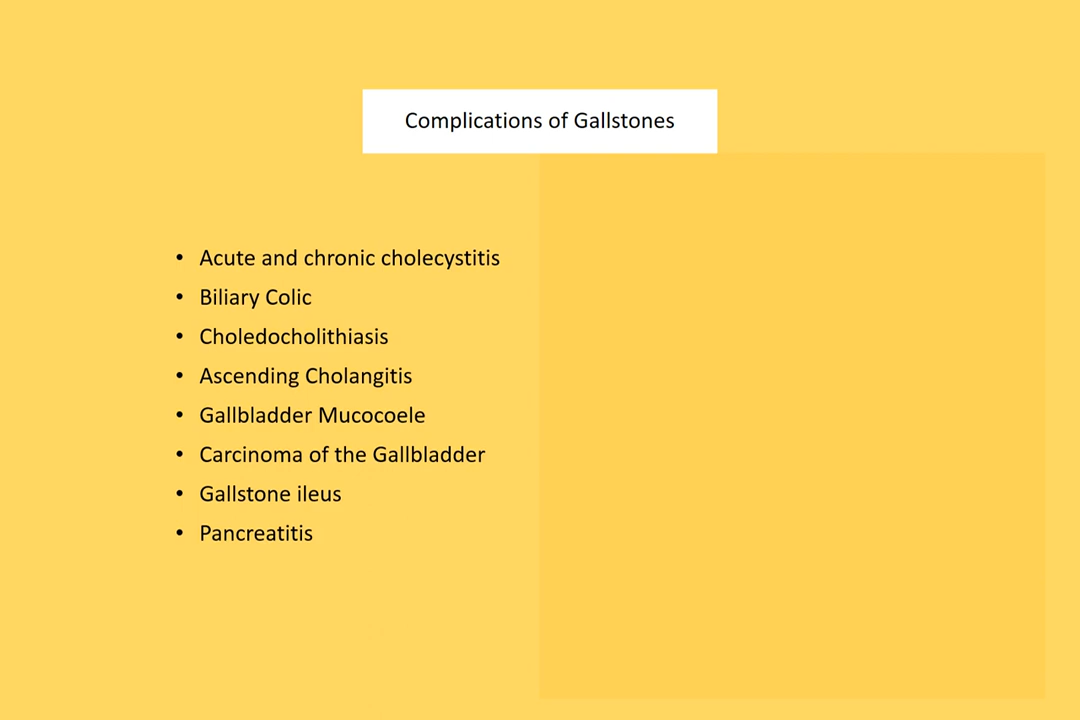 Complications of Gallstones
• Acute and chronic cholecystitis
• Biliary Colic
• Choledocholithiasis
• Ascending Cholangitis
• Gallbladder Mucocoele
• Carcinoma of the Gallbladder
• Gallstone ileus
• Pancreatitis